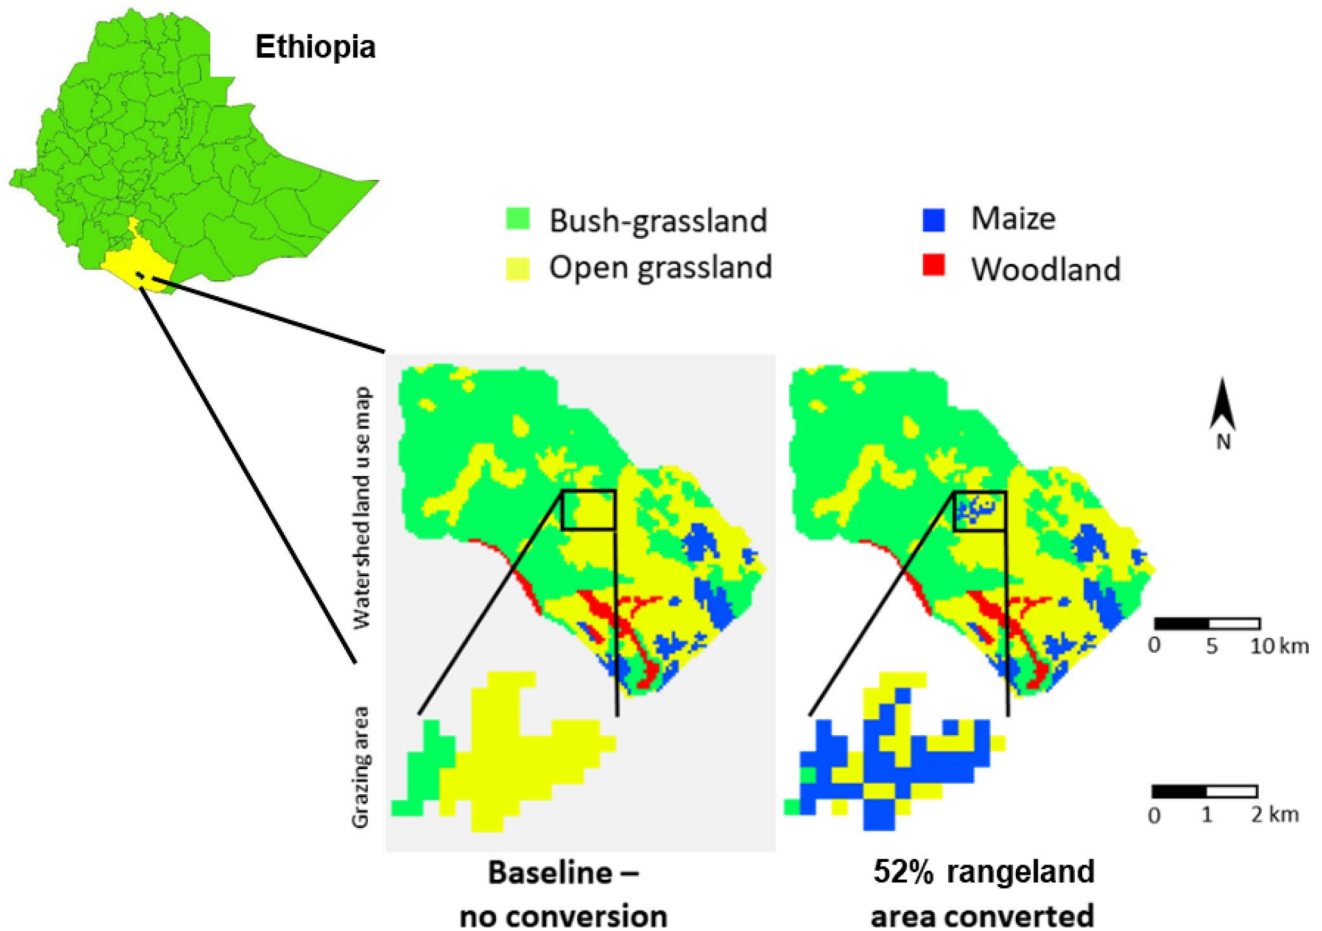 Ethiopia
Bush-grassland
Maize
Open grassland
Woodland
Watershed land use map
N
0 5 10 km
Grazing area
0 1 2 km
Baseline –
no conversion
52% rangeland
area converted